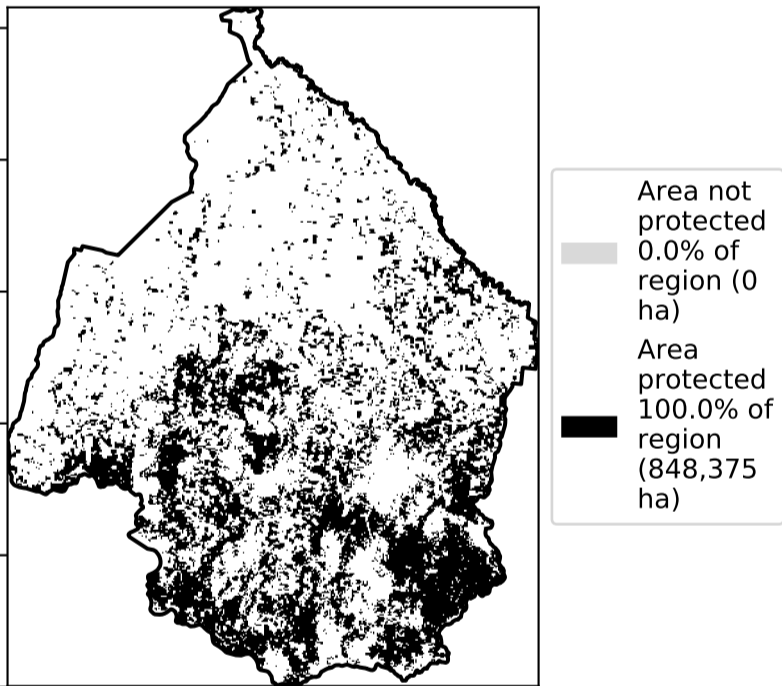 Area not
protected
0.0% of
region (0
ha)
Area
protected
100.0% of
region
(848,375
ha)